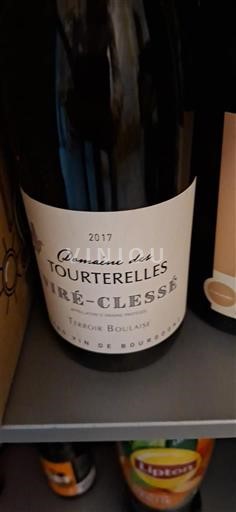 2017
Domaine des
VINIOU
TOURTERELLES
VIRÉ-CLESSÉ
APPELLATION D'ORIGINE PROTÉGÉE
TERROIR BOULAISE
VIN DE BOURGOGNE
Lipton